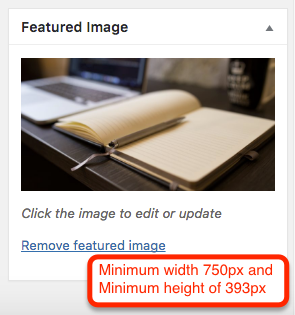 Featured Image
Click the image to edit or update
Remove featured image
Minimum width 750px and
Minimum height of 393px